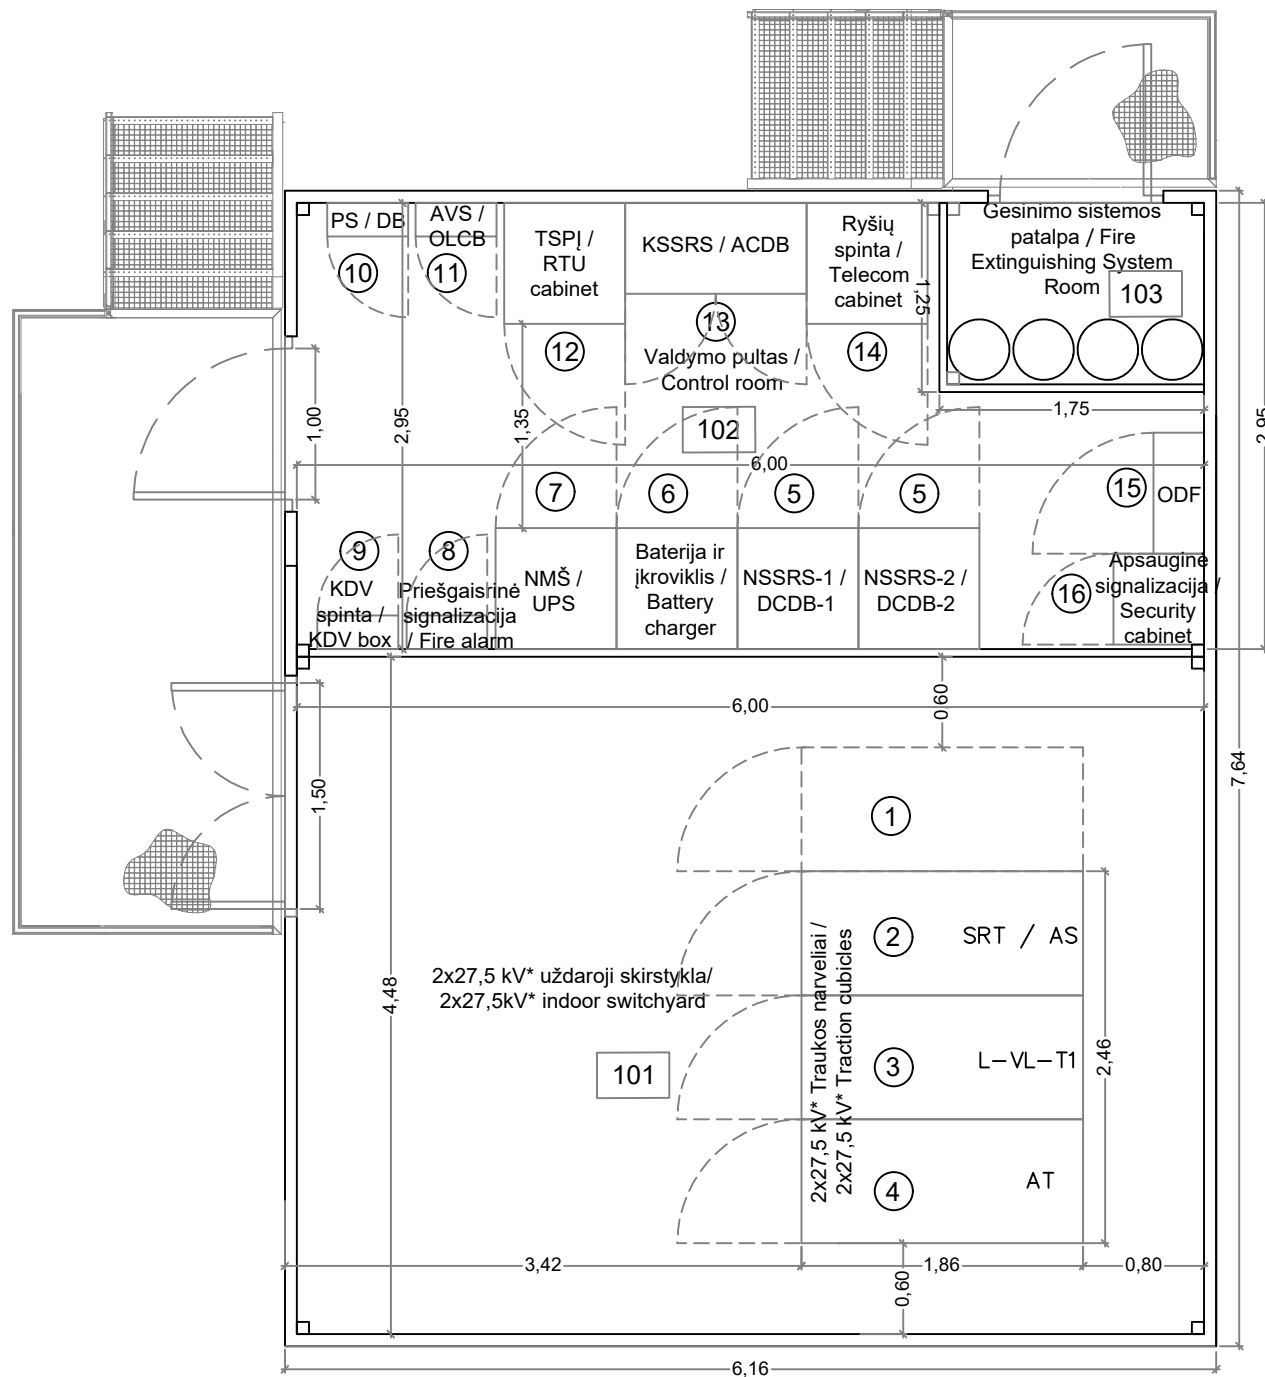 PS / DB
10
AVS /
OLCB
11
TSPĮ /
RTU
cabinet
12
KSSRS / ACDB
13
Valdymo pultas /
Control room
102
Ryšių
spinta /
Telecom
cabinet
14
1,25
Gesinimo sistemos
patalpa / Fire
Extinguishing System
Room
103
1,75
1,00
2,95
1,35
6,00
2,95
7
6
5
5
15
ODF
9
KDV
spinta /
KDV box
8
Priešgaisrinė
signalizacija
/ Fire alarm
NMŠ /
UPS
Baterija ir
įkroviklis /
Battery
charger
NSSRS-1 /
DCDB-1
NSSRS-2 /
DCDB-2
16
Apsauginė
signalizacija /
Security
cabinet
6,00
0,60
1,50
7,64
1
2
SRT / AS
2x27,5 kV* uždaroji skirstykla/
2x27,5kV* indoor switchyard
101
4,48
2x27,5 kV* Traukos narveliai /
2x27,5 kV* Traction cubicles
3
L-VL-T1
2,46
4
AT
3,42
1,86
0,80
0,60
6,16